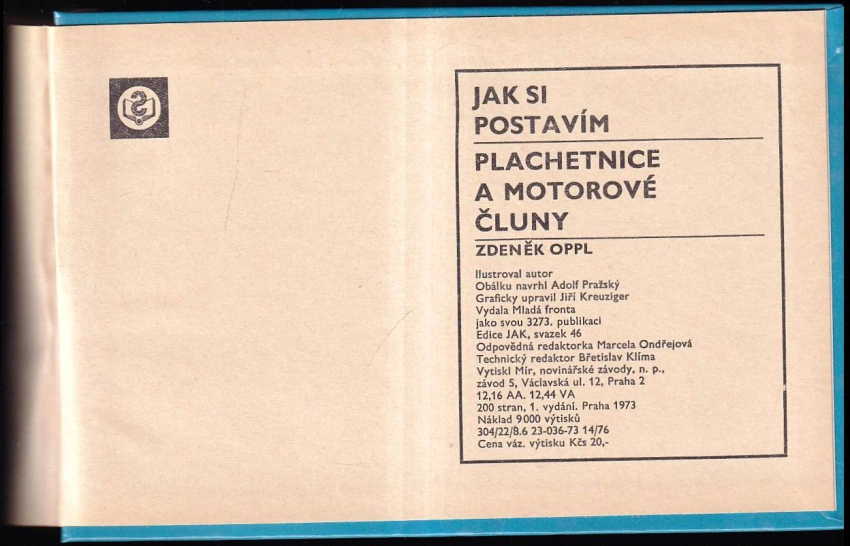 JAK SI
POSTAVÍM
PLACHETNICE
A MOTOROVÉ
ČLUNY
ZDENĚK OPPL
Ilustroval autor
Obálku navrhl Adolf Pražský
Graficky upravil Jiří Kreuziger
Vydala Mladá fronta
jako svou 3273. publikaci
Edice JAK, svazek 46
Odpovědná redaktorka Marcela Ondřejová
Technický redaktor Břetislav Klíma
Vytiskl Mír, novinářské závody, n. p.,
závod 5, Václavská ul. 12, Praha 2
12,16 AA. 12,44 VA
200 stran, 1. vydání. Praha 1973
Náklad 9000 výtisků
304/22/8.6 23-036-73 14/76
Cena váz. výtisku Kčs 20,-